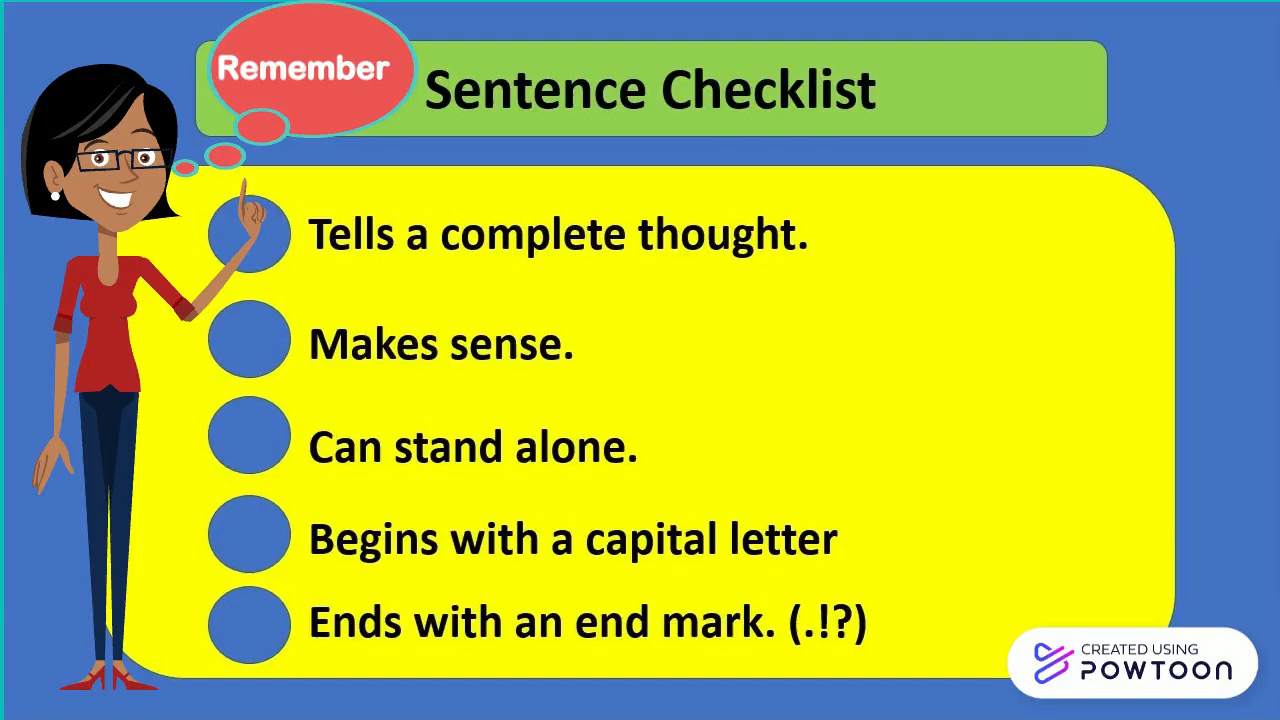 Remember
Sentence Checklist
Tells a complete thought.
Makes sense.
Can stand alone.
Begins with a capital letter
Ends with an end mark. (.!?)
CREATED USING
POWTOON